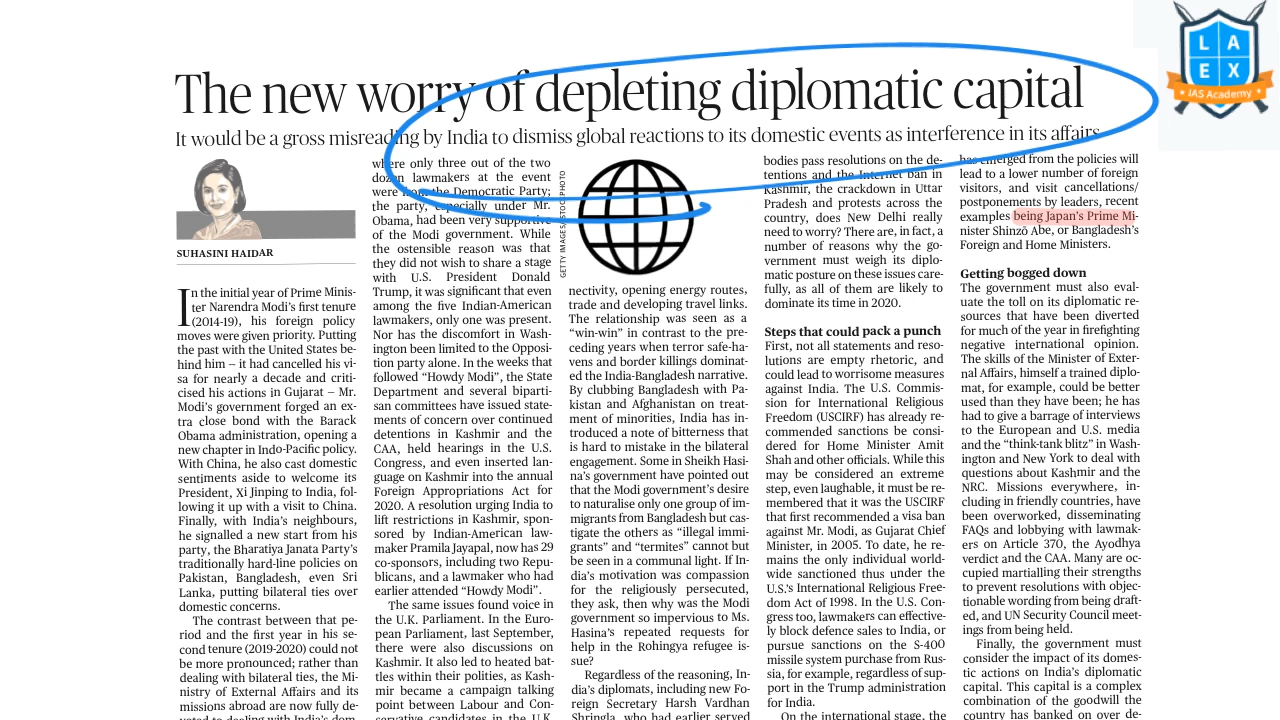 The new worry of depleting diplomatic capital
It would be a gross misreading by India to dismiss global reactions to its domestic events as interference in its affairs
SUHASINI HAIDAR
In the initial year of Prime Minis-
ter Narendra Modi's first tenure
(2014-19), his foreign policy
moves were given priority. Putting
the past with the United States be-
hind him – it had cancelled his vi-
sa for nearly a decade and criti-
cised his actions in Gujarat – Mr.
Modi's government forged an ex-
tra close bond with the Barack
Obama administration, opening a
new chapter in Indo-Pacific policy.
With China, he also cast domestic
sentiments aside to welcome its
President, Xi Jinping to India, fol-
lowing it up with a visit to China.
Finally, with India's neighbours,
he signalled a new start from his
party, the Bharatiya Janata Party's
traditionally hard-line policies on
Pakistan, Bangladesh, even Sri
Lanka, putting bilateral ties over
domestic concerns.
The contrast between that pe-
riod and the first year in his se-
cond tenure (2019-2020) could not
be more pronounced; rather than
dealing with bilateral ties, the Mi-
nistry of External Affairs and its
missions abroad are now fully de-
voted to dealing with India's dom-
where only three out of the two
dozen lawmakers at the event
were from the Democratic Party;
the party, especially under Mr.
Obama, had been very supportive
of the Modi government. While
the ostensible reason was that
they did not wish to share a stage
with U.S. President Donald
Trump, it was significant that even
among the five Indian-American
lawmakers, only one was present.
Nor has the discomfort in Wash-
ington been limited to the Opposi-
tion party alone. In the weeks that
followed “Howdy Modi”, the State
Department and several biparti-
san committees have issued state-
ments of concern over continued
detentions in Kashmir and the
CAA, held hearings in the U.S.
Congress, and even inserted lan-
guage on Kashmir into the annual
Foreign Appropriations Act for
2020. A resolution urging India to
lift restrictions in Kashmir, spon-
sored by Indian-American law-
maker Pramila Jayapal, now has 29
co-sponsors, including two Repu-
blicans, and a lawmaker who had
earlier attended “Howdy Modi”.
The same issues found voice in
the U.K. Parliament. In the Euro-
pean Parliament, last September,
there were also discussions on
Kashmir. It also led to heated bat-
tles within their polities, as Kash-
mir became a campaign talking
point between Labour and Con-
servative candidates in the U.K.
GETTY IMAGES/ISTOCKPHOTO
nectivity, opening energy routes,
trade and developing travel links.
The relationship was seen as a
“win-win” in contrast to the pre-
ceding years when terror safe-ha-
vens and border killings dominat-
ed the India-Bangladesh narrative.
By clubbing Bangladesh with Pa-
kistan and Afghanistan on treat-
ment of minorities, India has in-
troduced a note of bitterness that
is hard to mistake in the bilateral
engagement. Some in Sheikh Hasi-
na's government have pointed out
that the Modi government's desire
to naturalise only one group of im-
migrants from Bangladesh but cas-
tigate the others as “illegal immi-
grants” and “termites” cannot but
be seen in a communal light. If In-
dia's motivation was compassion
for the religiously persecuted,
they ask, then why was the Modi
government so impervious to Ms.
Hasina's repeated requests for
help in the Rohingya refugee is-
sue?
Regardless of the reasoning, In-
dia's diplomats, including new Fo-
reign Secretary Harsh Vardhan
Shringla, who had earlier served
bodies pass resolutions on the de-
tentions and the Internet ban in
Kashmir, the crackdown in Uttar
Pradesh and protests across the
country, does New Delhi really
need to worry? There are, in fact, a
number of reasons why the go-
vernment must weigh its diplo-
matic posture on these issues care-
fully, as all of them are likely to
dominate its time in 2020.
Steps that could pack a punch
First, not all statements and reso-
lutions are empty rhetoric, and
could lead to worrisome measures
against India. The U.S. Commis-
sion for International Religious
Freedom (USCIRF) has already re-
commended sanctions be consi-
dered for Home Minister Amit
Shah and other officials. While this
may be considered an extreme
step, even laughable, it must be re-
membered that it was the USCIRF
that first recommended a visa ban
against Mr. Modi, as Gujarat Chief
Minister, in 2005. To date, he re-
mains the only individual world-
wide sanctioned thus under the
U.S.'s International Religious Free-
dom Act of 1998. In the U.S. Con-
gress too, lawmakers can effective-
ly block defence sales to India, or
pursue sanctions on the S-400
missile system purchase from Rus-
sia, for example, regardless of sup-
port in the Trump administration
for India.
On the international stage, the
has emerged from the policies will
lead to a lower number of foreign
visitors, and visit cancellations/
postponements by leaders, recent
examples being Japan's Prime Mi-
nister Shinzō Abe, or Bangladesh's
Foreign and Home Ministers.
Getting bogged down
The government must also eval-
uate the toll on its diplomatic re-
sources that have been diverted
for much of the year in firefighting
negative international opinion.
The skills of the Minister of Exter-
nal Affairs, himself a trained diplo-
mat, for example, could be better
used than they have been; he has
had to give a barrage of interviews
to the European and U.S. media
and the “think-tank blitz” in Wash-
ington and New York to deal with
questions about Kashmir and the
NRC. Missions everywhere, in-
cluding in friendly countries, have
been overworked, disseminating
FAQs and lobbying with lawmak-
ers on Article 370, the Ayodhya
verdict and the CAA. Many are oc-
cupied martialling their strengths
to prevent resolutions with objec-
tionable wording from being draft-
ed, and UN Security Council meet-
ings from being held.
Finally, the government must
consider the impact of its domes-
tic actions on India's diplomatic
capital. This capital is a complex
combination of the goodwill the
country has banked on over de-
LA
EX
IAS Academy